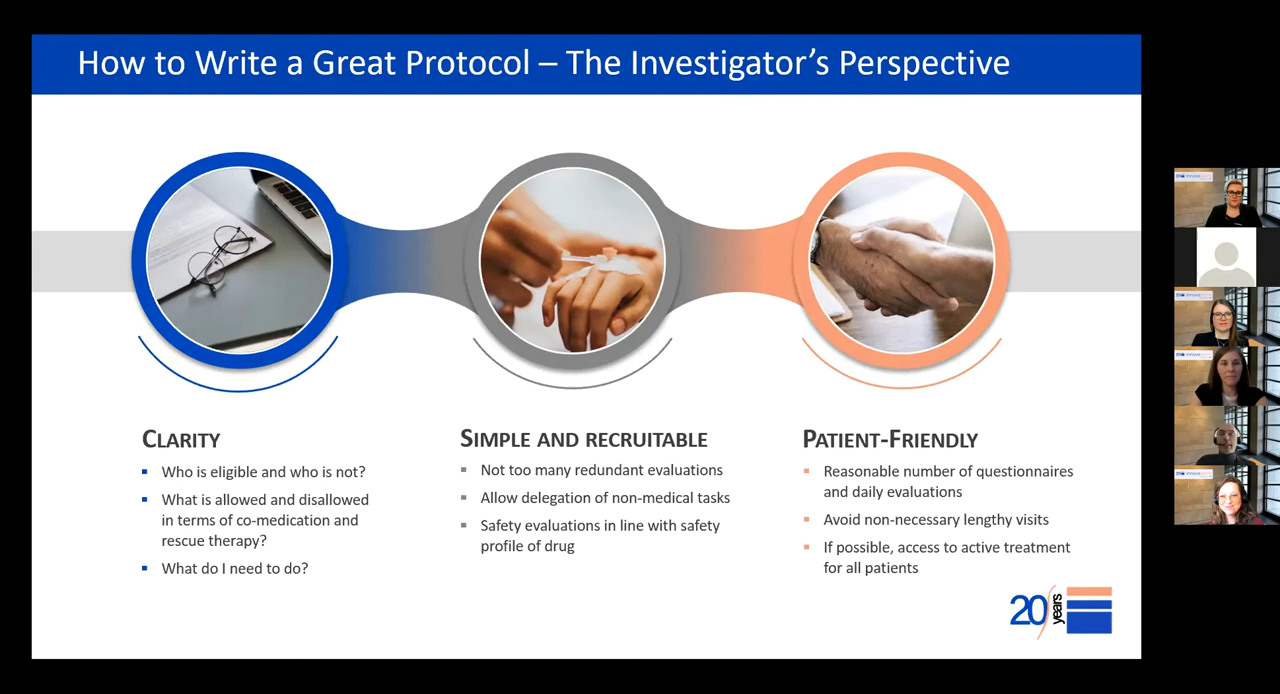 How to Write a Great Protocol – The Investigator's Perspective
CLARITY
▪ Who is eligible and who is not?
▪ What is allowed and disallowed
in terms of co-medication and
rescue therapy?
▪ What do I need to do?
SIMPLE AND RECRUITABLE
▪ Not too many redundant evaluations
▪ Allow delegation of non-medical tasks
▪ Safety evaluations in line with safety
profile of drug
PATIENT-FRIENDLY
▪ Reasonable number of questionnaires
and daily evaluations
▪ Avoid non-necessary lengthy visits
▪ If possible, access to active treatment
for all patients
20 years